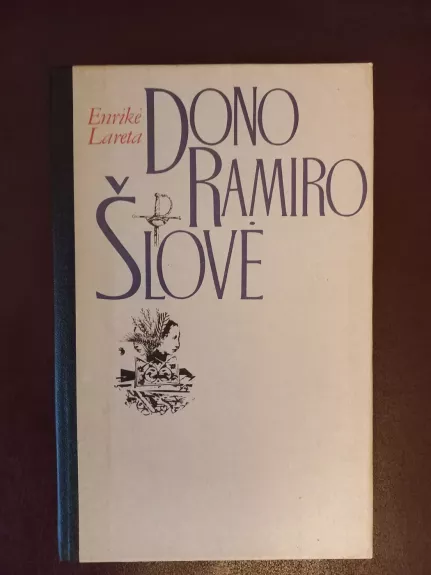 Enrikė
Lareta
DONO
RAMIRO
ŠLOVĖ